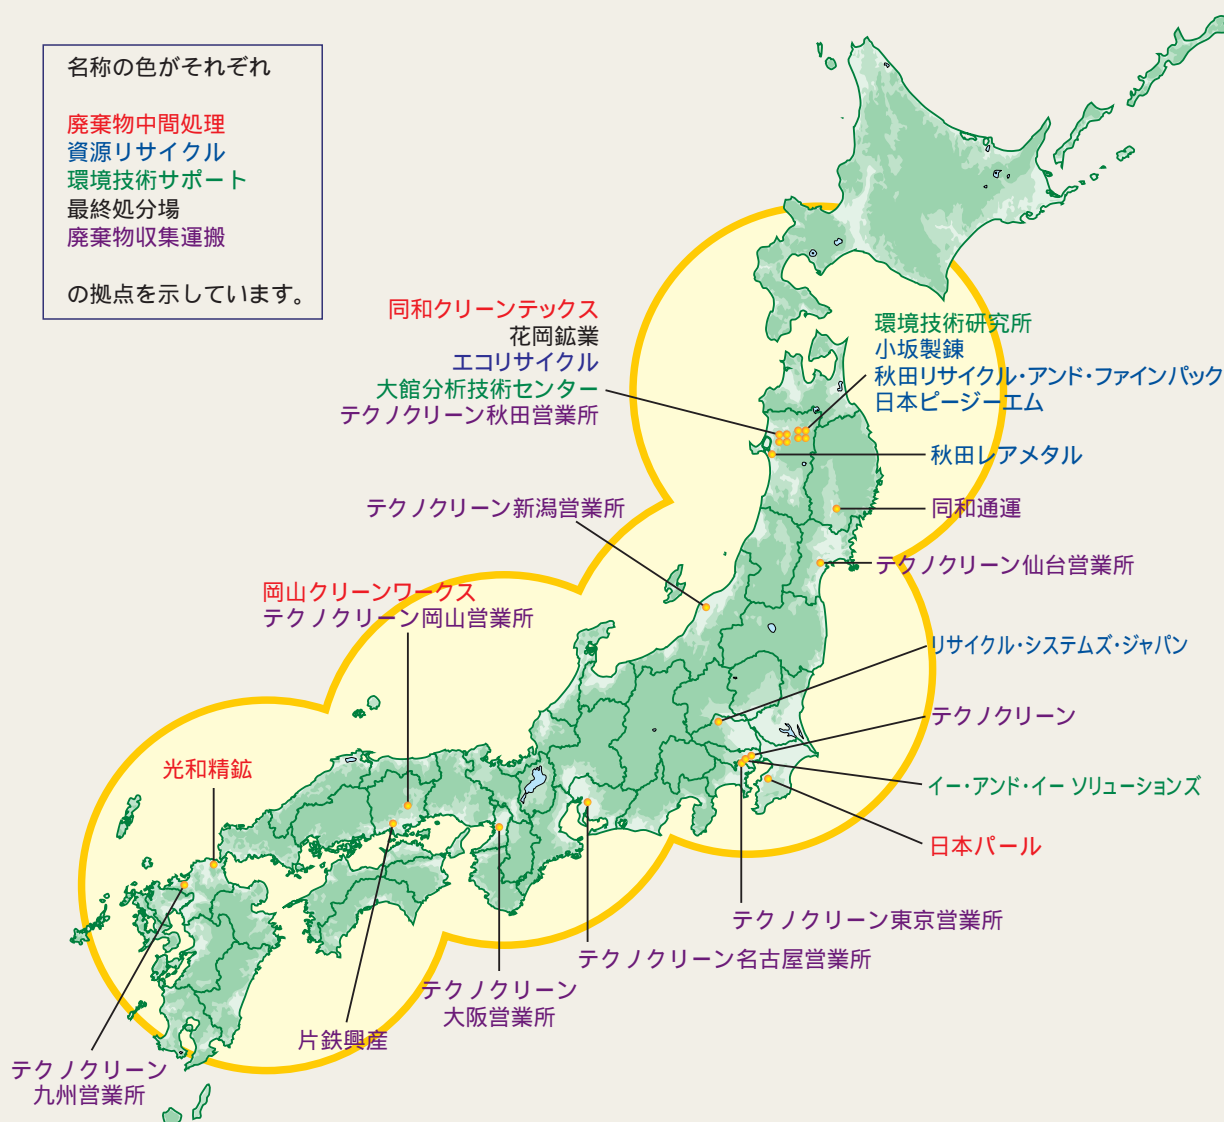 名称の色がそれぞれ
廃棄物中間処理
資源リサイクル
環境技術サポート
最終処分場
廃棄物収集運搬
の拠点を示しています。
同和クリーンテックス
花岡鉱業
エコリサイクル
大館分析技術センター
テクノクリーン秋田営業所
環境技術研究所
小坂製錬
秋田リサイクル・アンド・ファインパック
日本ピージーエム
秋田レアメタル
テクノクリーン新潟営業所
同和通運
テクノクリーン仙台営業所
岡山クリーンワークス
テクノクリーン岡山営業所
リサイクル・システムズ・ジャパン
テクノクリーン
光和精鉱
イー・アンド・イー ソリューションズ
日本パール
テクノクリーン東京営業所
テクノクリーン名古屋営業所
テクノクリーン
大阪営業所
片鉄興産
テクノクリーン
九州営業所